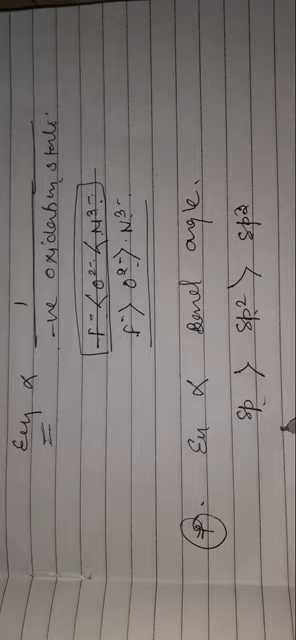 EN ∝ 1
-ve oxidation state.
F⁻ < O²⁻ < N³⁻
F⁻ > O²⁻ > N³⁻
EN ∝ Bond angle.
sp > sp² > sp³